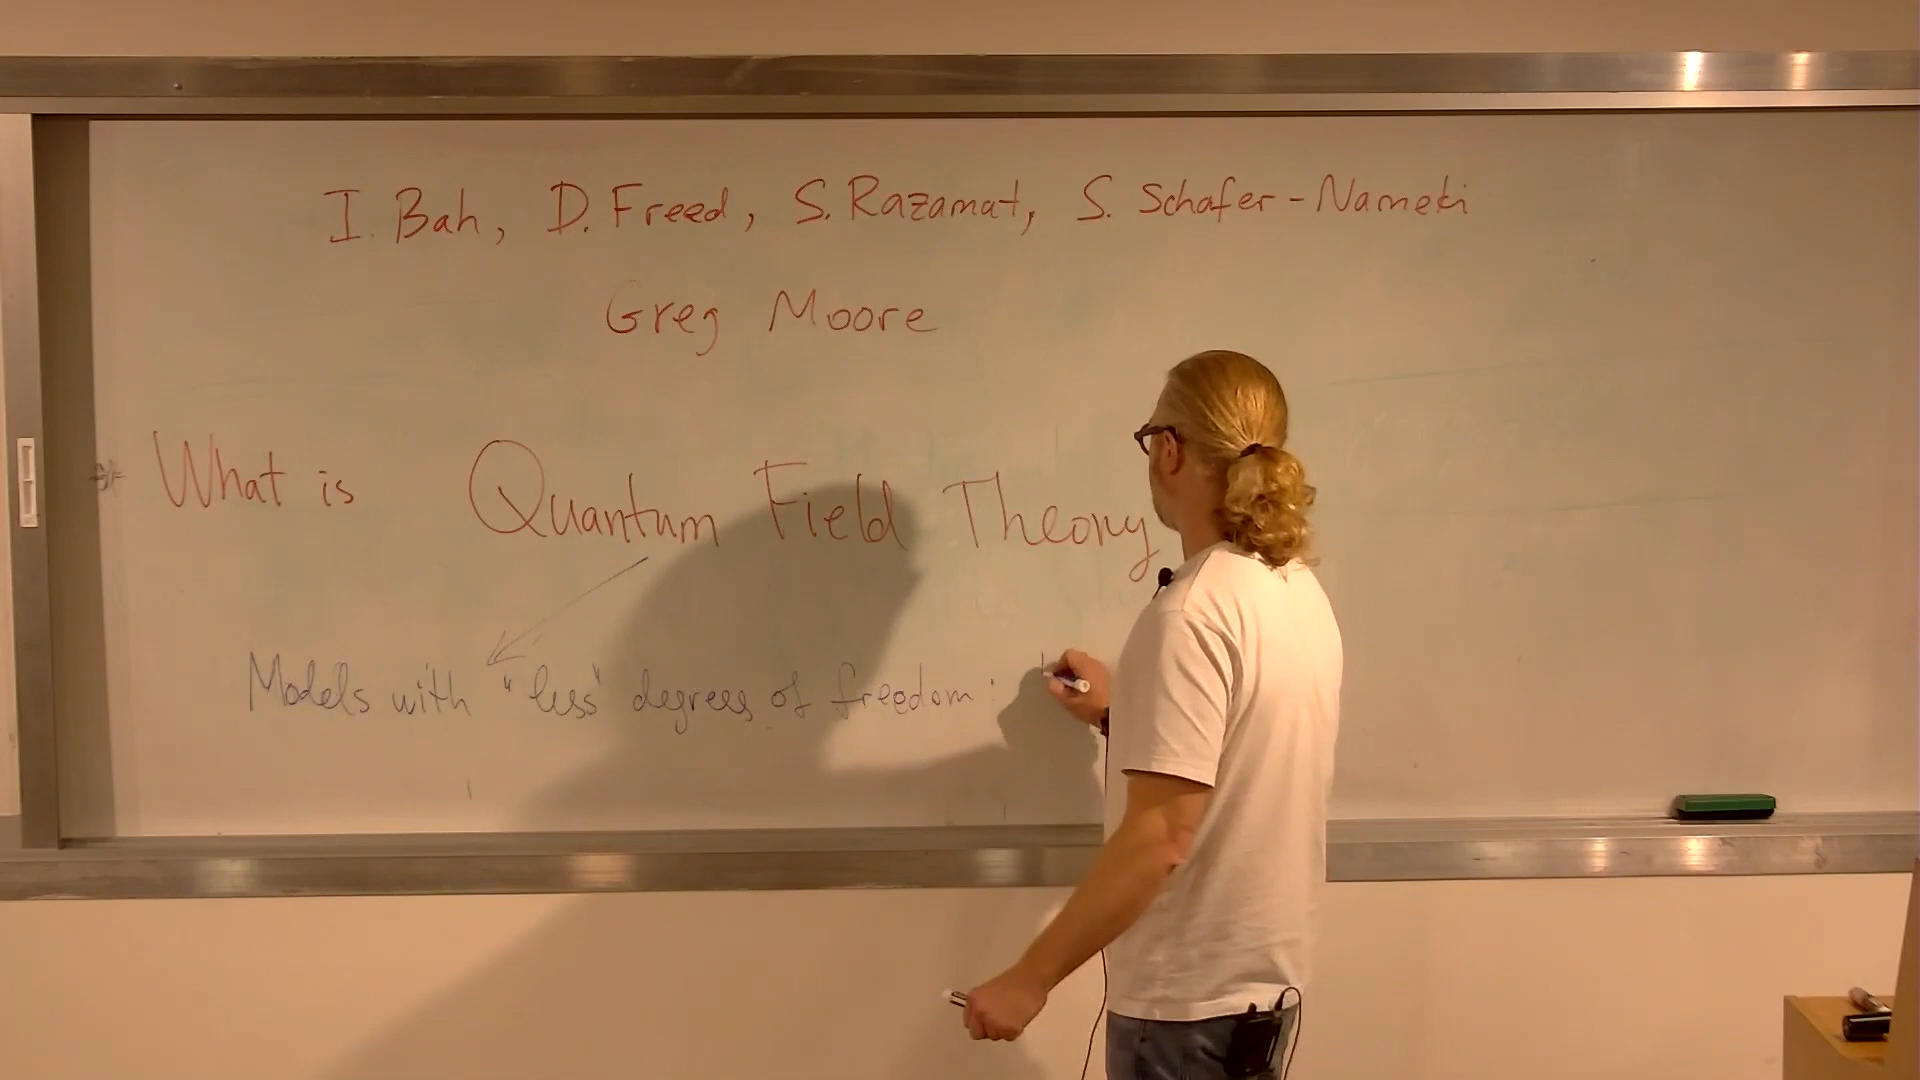 I. Bah, D. Freed, S. Razamat, S. Schafer-Nameki
Greg Moore
What is Quantum Field Theory
Models with "less" degrees of freedom: